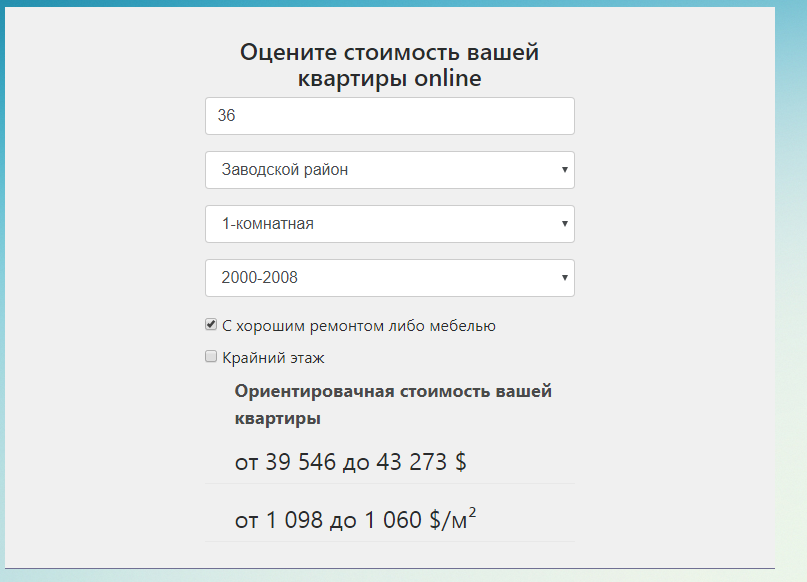 Оцените стоимость вашей
квартиры online
36
Заводской район
1-комнатная
2000-2008
С хорошим ремонтом либо мебелью
Крайний этаж
Ориентировачная стоимость вашей
квартиры
от 39 546 до 43 273 $
от 1 098 до 1 060 $/м²